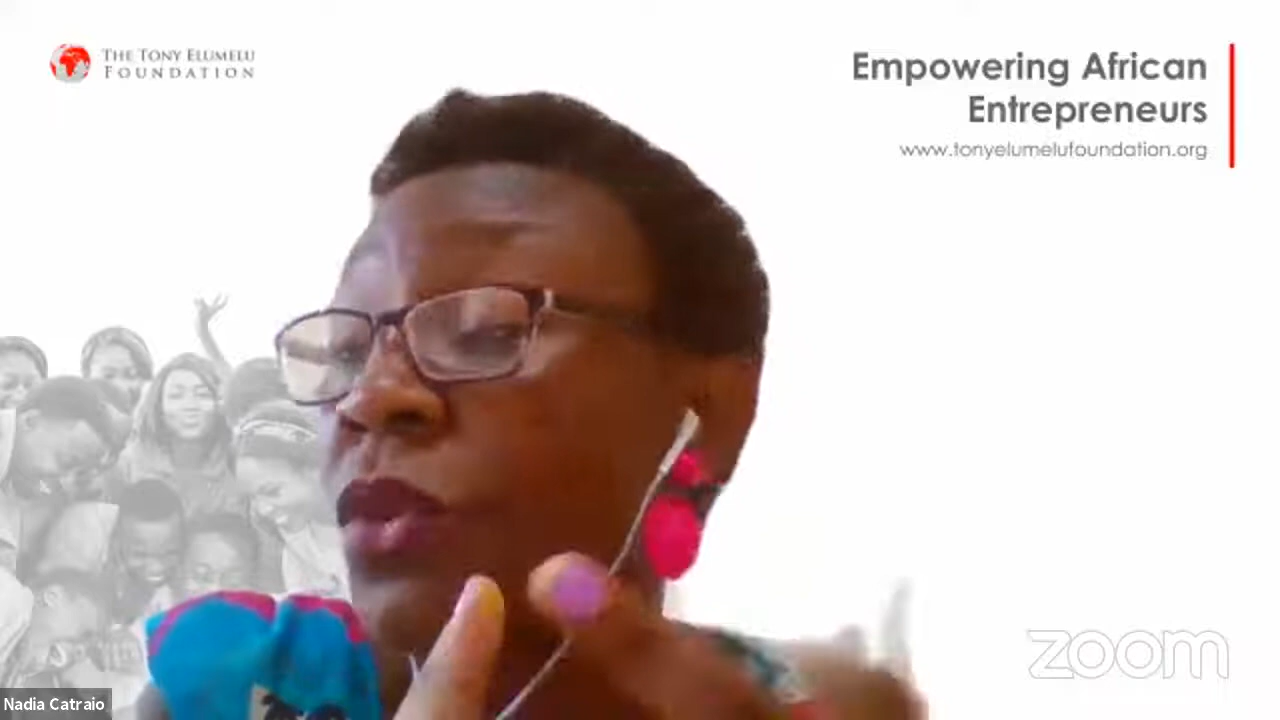 THE TONY ELUMELU
FOUNDATION
Empowering African
Entrepreneurs
www.tonyelumelufoundation.org
zoom
Nadia Catraio